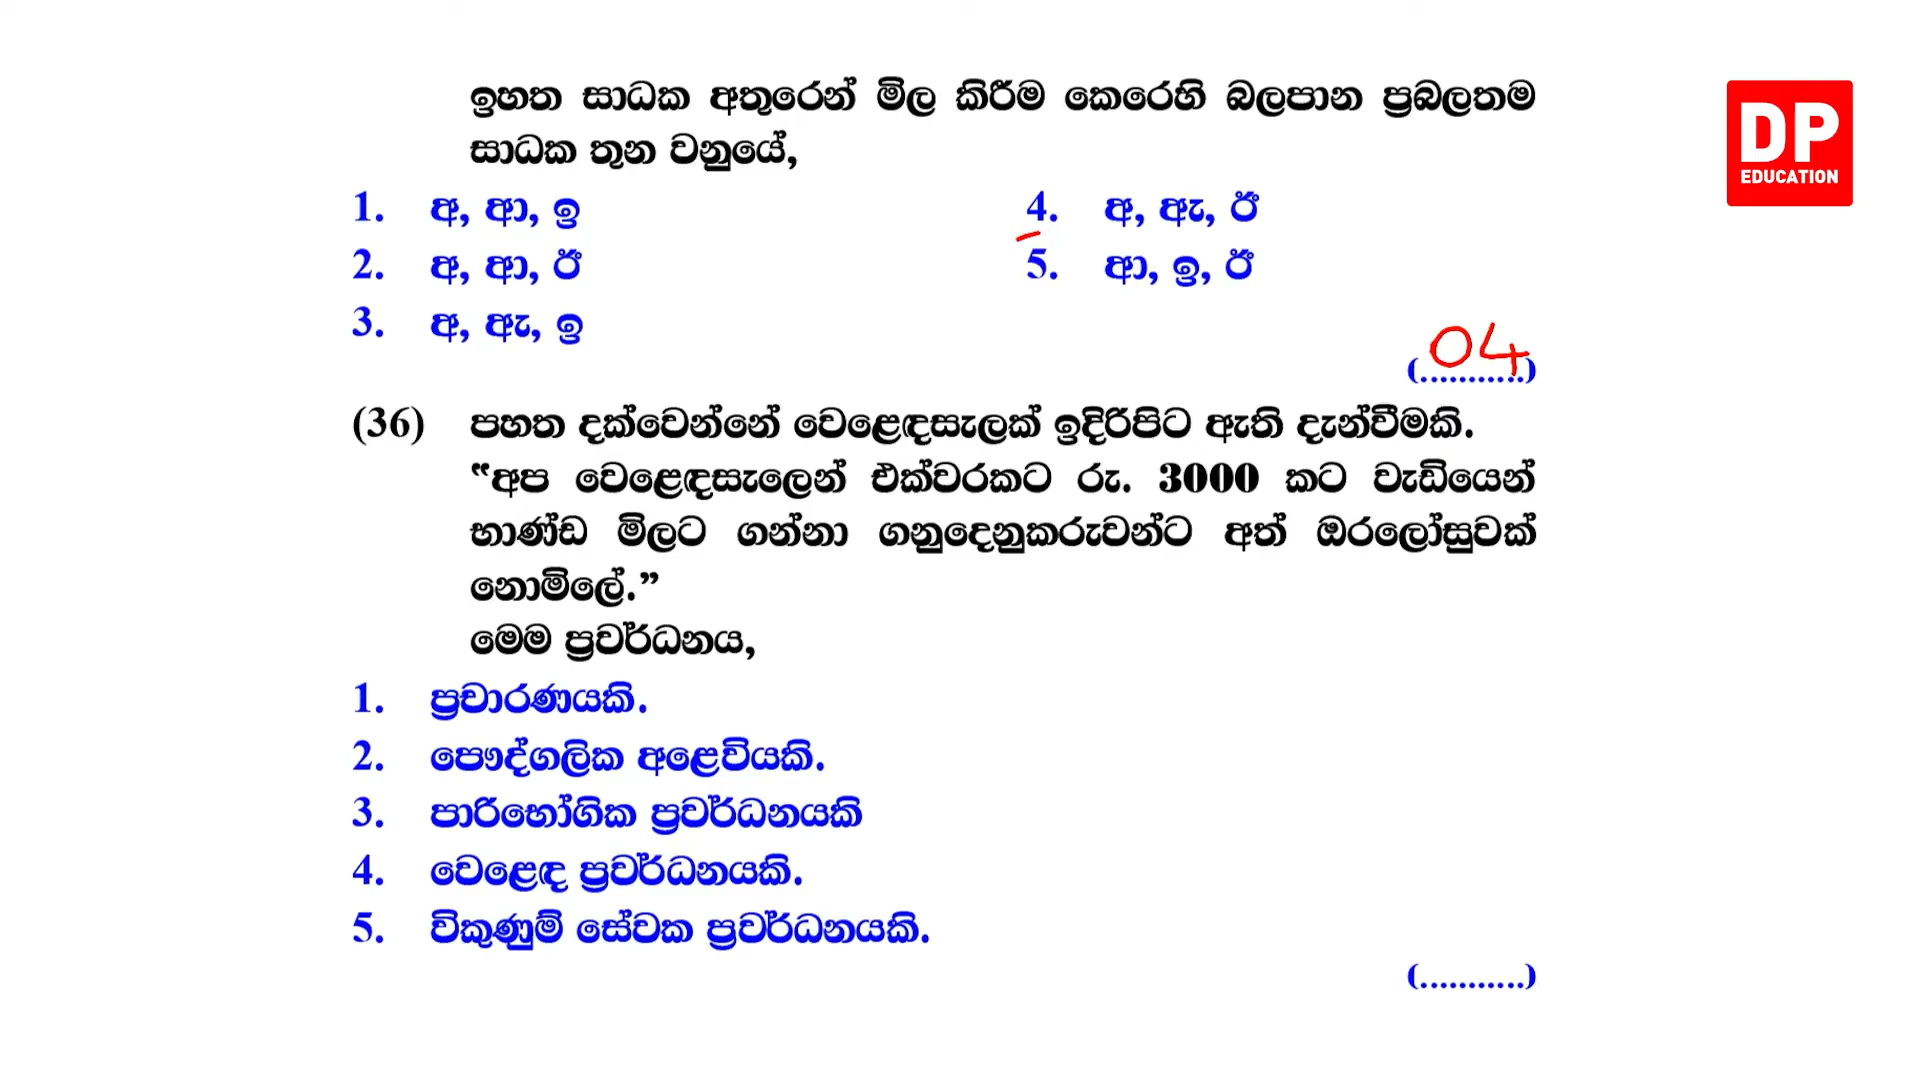 ඉහත සාධක අතුරෙන් මිල කිරීම කෙරෙහි බලපාන ප්‍රබලතම
සාධක තුන වනුයේ,
1. අ, ආ, ඉ
2. අ, ආ, ඊ
3. අ, ඇ, ඉ
4. අ, ඇ, ඊ
5. ආ, ඉ, ඊ
(...........)
04
(36) පහත දක්වෙන්නේ වෙළෙඳසැලක් ඉදිරිපිට ඇති දැන්වීමකි.
“අප වෙළෙඳසැලෙන් එක්වරකට රු. 3000 කට වැඩියෙන්
භාණ්ඩ මිලට ගන්නා ගනුදෙනුකරුවන්ට අත් ඔරලෝසුවක්
නොමිලේ.”
මෙම ප්‍රවර්ධනය,
1. ප්‍රචාරණයකි.
2. පෞද්ගලික අළෙවියකි.
3. පාරිභෝගික ප්‍රවර්ධනයකි
4. වෙළෙඳ ප්‍රවර්ධනයකි.
5. විකුණුම් සේවක ප්‍රවර්ධනයකි.
(...........)
DP
EDUCATION